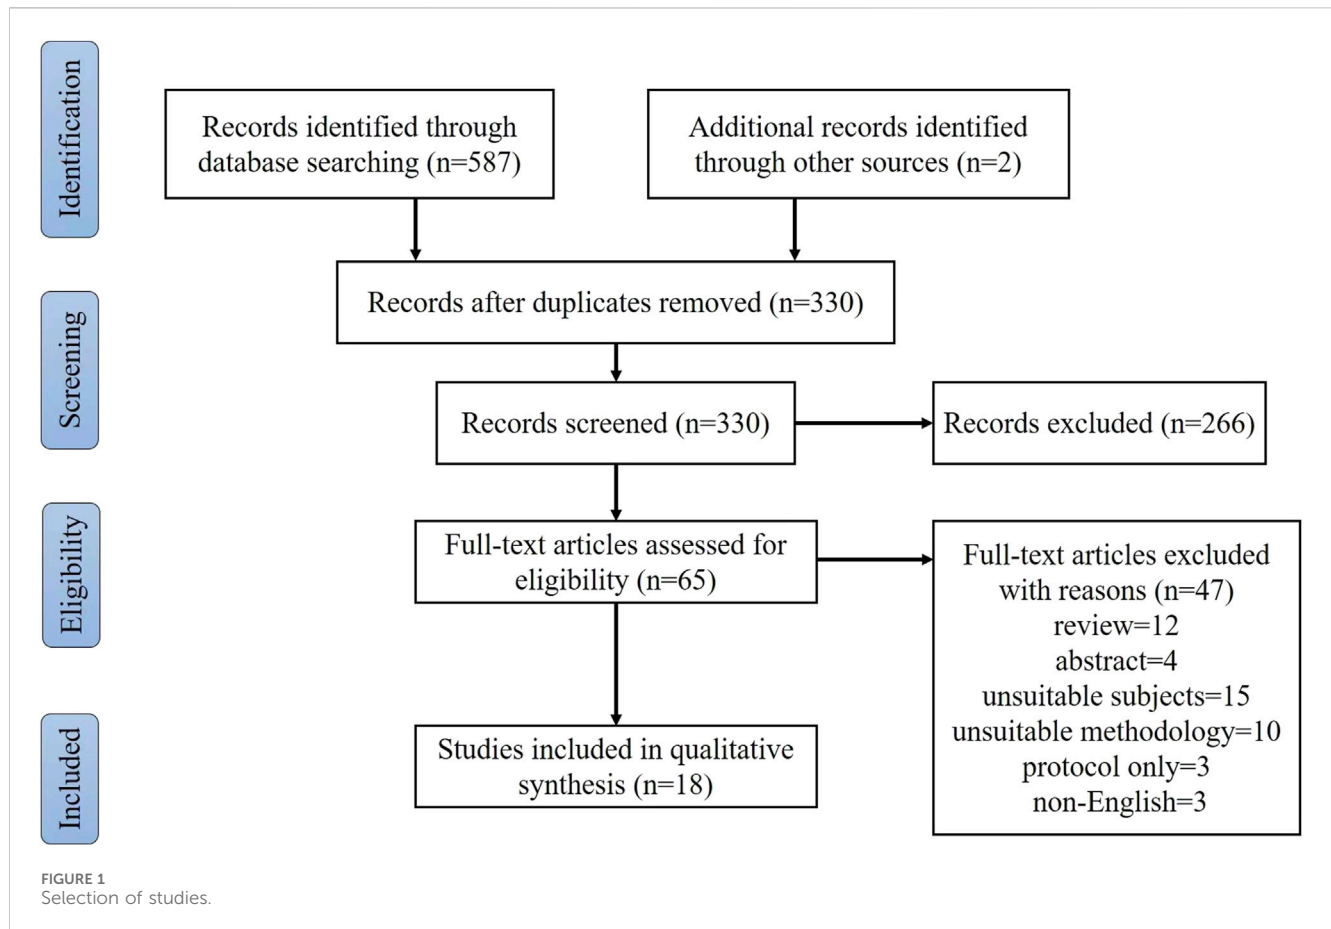 Identification
Records identified through
database searching (n=587)
Additional records identified
through other sources (n=2)
Screening
Records after duplicates removed (n=330)
Records screened (n=330)
Records excluded (n=266)
Eligibility
Full-text articles assessed for
eligibility (n=65)
Full-text articles excluded
with reasons (n=47)
review=12
abstract=4
unsuitable subjects=15
unsuitable methodology=10
protocol only=3
non-English=3
Included
Studies included in qualitative
synthesis (n=18)
FIGURE 1
Selection of studies.